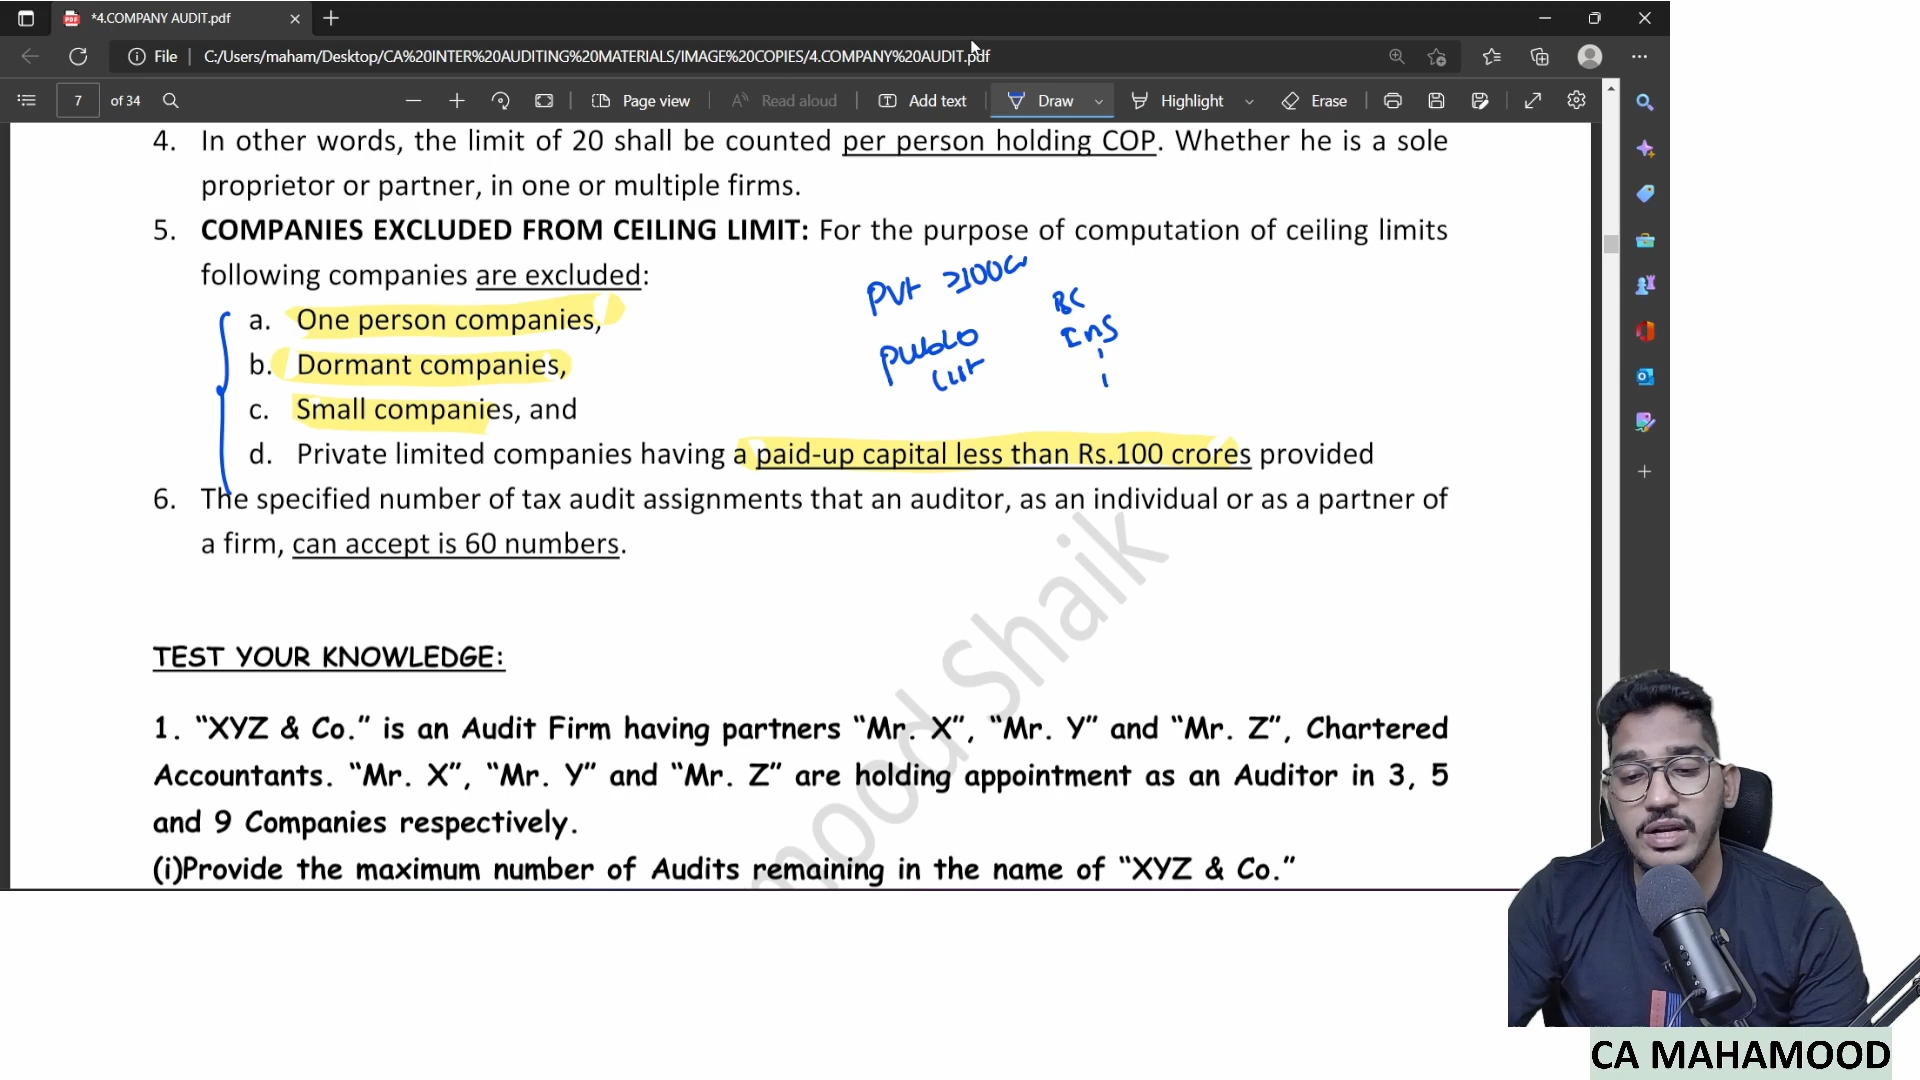 *4.COMPANY AUDIT.pdf
File C:/Users/maham/Desktop/CA%20INTER%20AUDITING%20MATERIALS/IMAGE%20COPIES/4.COMPANY%20AUDIT.pdf
7 of 34 Page view Read aloud Add text Draw Highlight Erase
4. In other words, the limit of 20 shall be counted per person holding COP. Whether he is a sole
proprietor or partner, in one or multiple firms.
5. COMPANIES EXCLUDED FROM CEILING LIMIT: For the purpose of computation of ceiling limits
following companies are excluded:
Pvt ≥100Cr
a. One person companies,
BC
Ins
b. Dormant companies,
c. Small companies, and
d. Private limited companies having a paid-up capital less than Rs.100 crores provided
6. The specified number of tax audit assignments that an auditor, as an individual or as a partner of
a firm, can accept is 60 numbers.
TEST YOUR KNOWLEDGE:
1. “XYZ & Co.” is an Audit Firm having partners “Mr. X”, “Mr. Y” and “Mr. Z”, Chartered
Accountants. “Mr. X”, “Mr. Y” and “Mr. Z” are holding appointment as an Auditor in 3, 5
and 9 Companies respectively.
(i)Provide the maximum number of Audits remaining in the name of “XYZ & Co.”
mood Shaik
CA MAHAMOOD